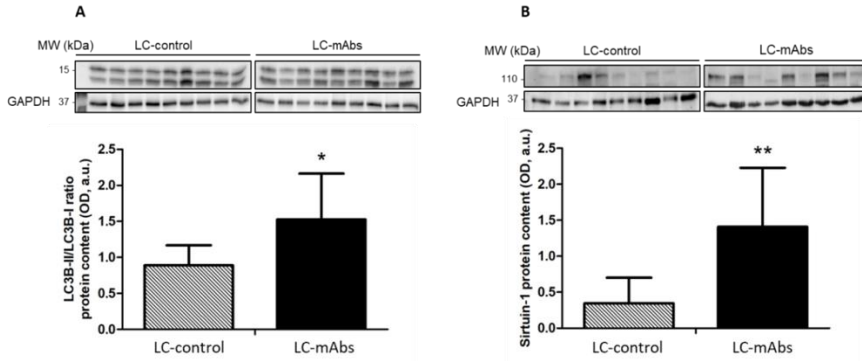 A
MW (kDa)
LC-control
LC-mAbs
15
GAPDH
37
LC3B-II/LC3B-I ratio
protein content (OD, a.u.)
2.5
2.0
1.5
1.0
0.5
0.0
*
LC-control
LC-mAbs
B
MW (kDa)
LC-control
LC-mAbs
110
GAPDH
37
Sirtuin-1 protein content (OD, a.u.)
2.5
2.0
1.5
1.0
0.5
0.0
**
LC-control
LC-mAbs